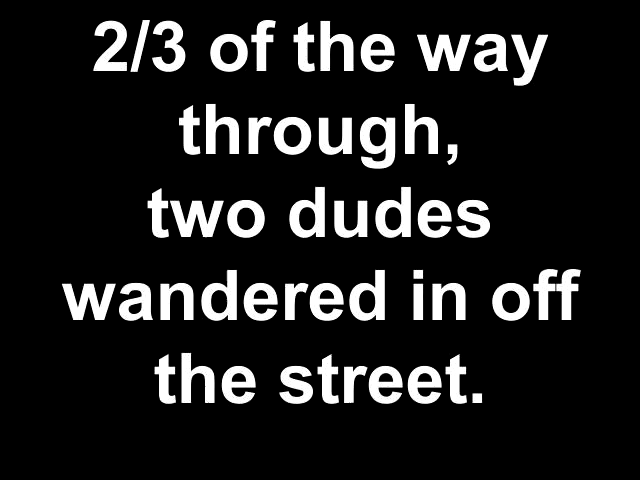 2/3 of the way
through,
two dudes
wandered in off
the street.